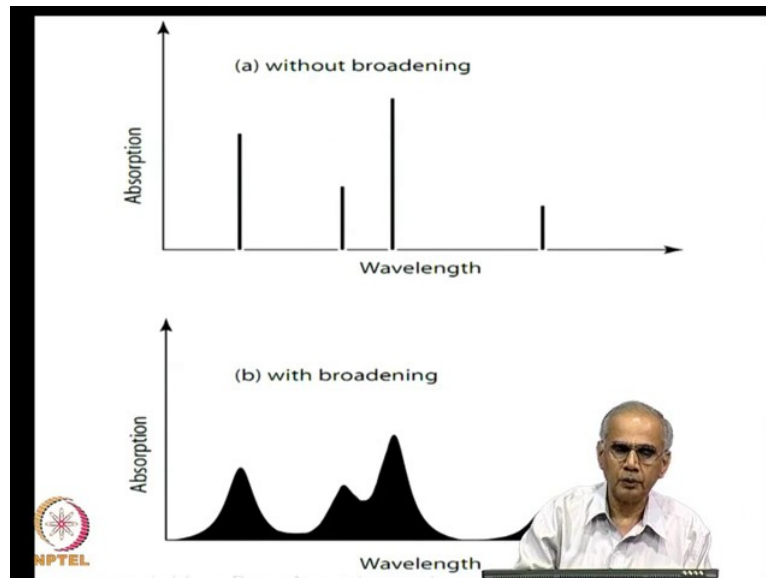 (a) without broadening
Absorption
Wavelength
(b) with broadening
Absorption
Wavelength
NPTEL